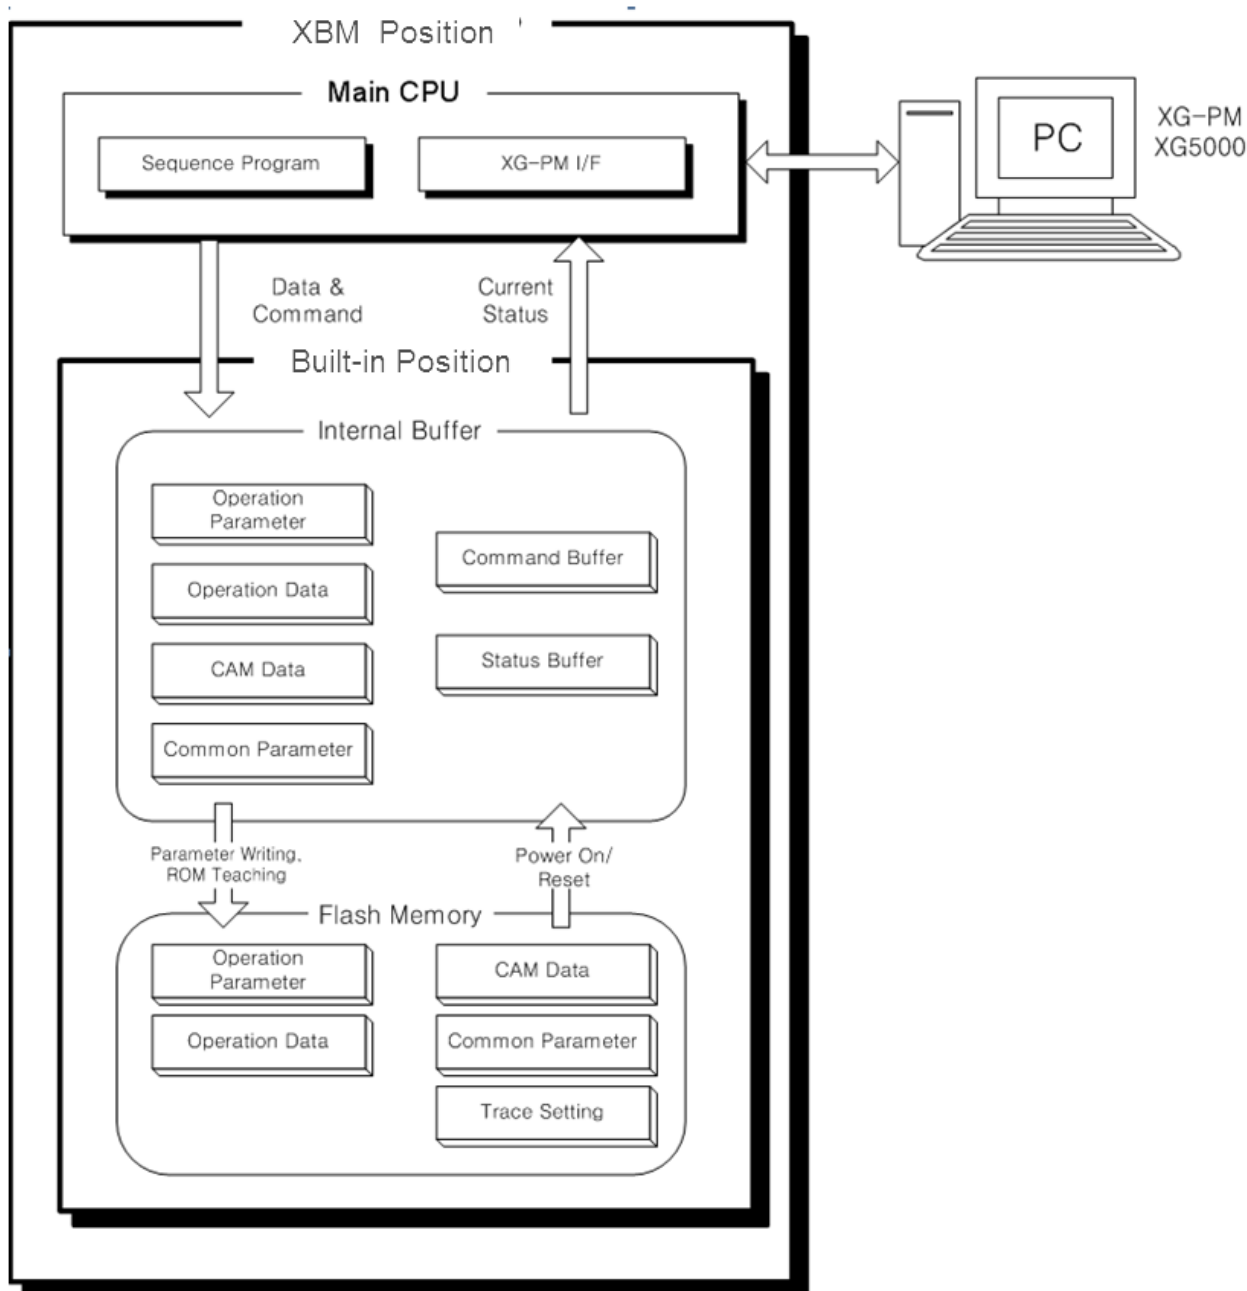 XBM Position
Main CPU
Sequence Program
XG-PM I/F
PC
XG-PM
XG5000
Data &
Command
Current
Status
Built-in Position
Internal Buffer
Operation
Parameter
Operation Data
CAM Data
Common Parameter
Command Buffer
Status Buffer
Parameter Writing,
ROM Teaching
Power On/
Reset
Flash Memory
Operation
Parameter
Operation Data
CAM Data
Common Parameter
Trace Setting